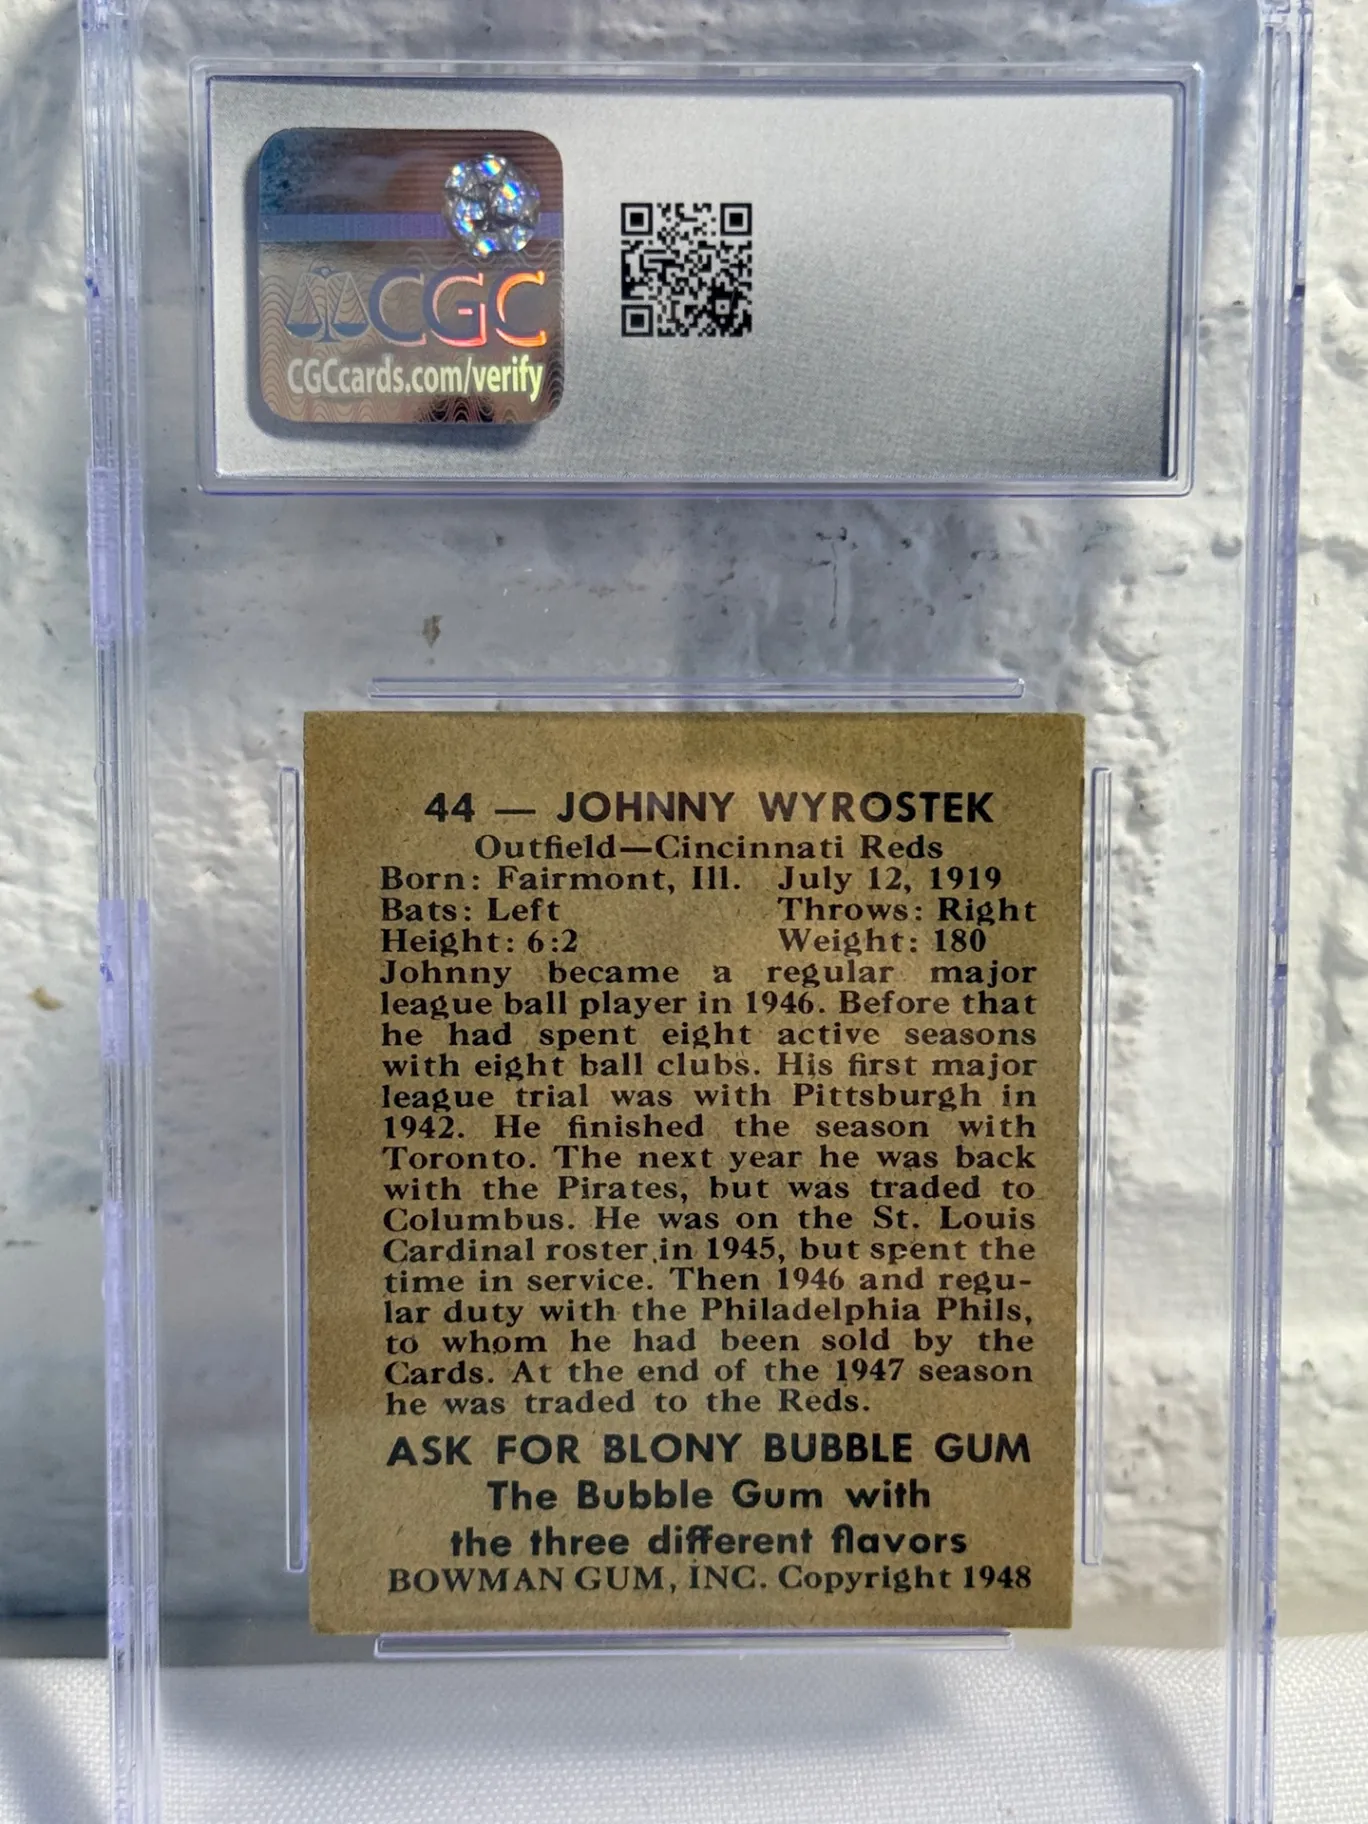 CGC
CGCcards.com/verify
44 — JOHNNY WYROSTEK
Outfield—Cincinnati Reds
Born: Fairmont, Ill. July 12, 1919
Bats: Left Throws: Right
Height: 6:2 Weight: 180
Johnny became a regular major
league ball player in 1946. Before that
he had spent eight active seasons
with eight ball clubs. His first major
league trial was with Pittsburgh in
1942. He finished the season with
Toronto. The next year he was back
with the Pirates, but was traded to
Columbus. He was on the St. Louis
Cardinal roster in 1945, but spent the
time in service. Then 1946 and regu-
lar duty with the Philadelphia Phils,
to whom he had been sold by the
Cards. At the end of the 1947 season
he was traded to the Reds.
ASK FOR BLONY BUBBLE GUM
The Bubble Gum with
the three different flavors
BOWMAN GUM, INC. Copyright 1948